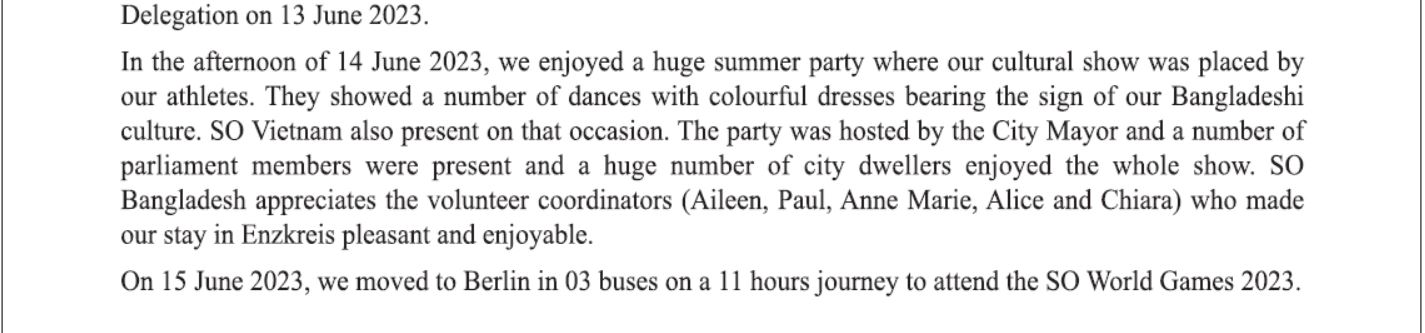 Delegation on 13 June 2023.
In the afternoon of 14 June 2023, we enjoyed a huge summer party where our cultural show was placed by
our athletes. They showed a number of dances with colourful dresses bearing the sign of our Bangladeshi
culture. SO Vietnam also present on that occasion. The party was hosted by the City Mayor and a number of
parliament members were present and a huge number of city dwellers enjoyed the whole show. SO
Bangladesh appreciates the volunteer coordinators (Aileen, Paul, Anne Marie, Alice and Chiara) who made
our stay in Enzkreis pleasant and enjoyable.
On 15 June 2023, we moved to Berlin in 03 buses on a 11 hours journey to attend the SO World Games 2023.